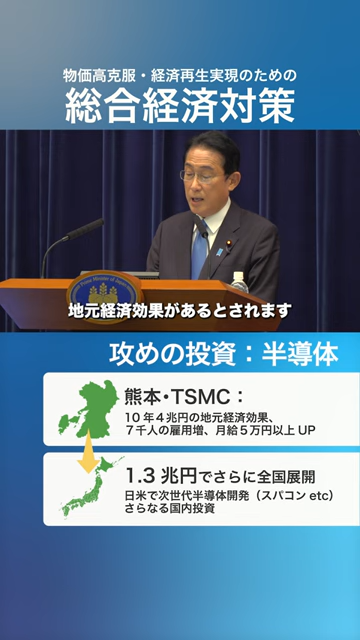 物価高克服・経済再生実現のための
総合経済対策
地元経済効果があるとされます
攻めの投資：半導体
熊本・TSMC：
10年4兆円の地元経済効果、
7千人の雇用増、月給5万円以上UP
1.3兆円でさらに全国展開
日米で次世代半導体開発（スパコンetc）
さらなる国内投資